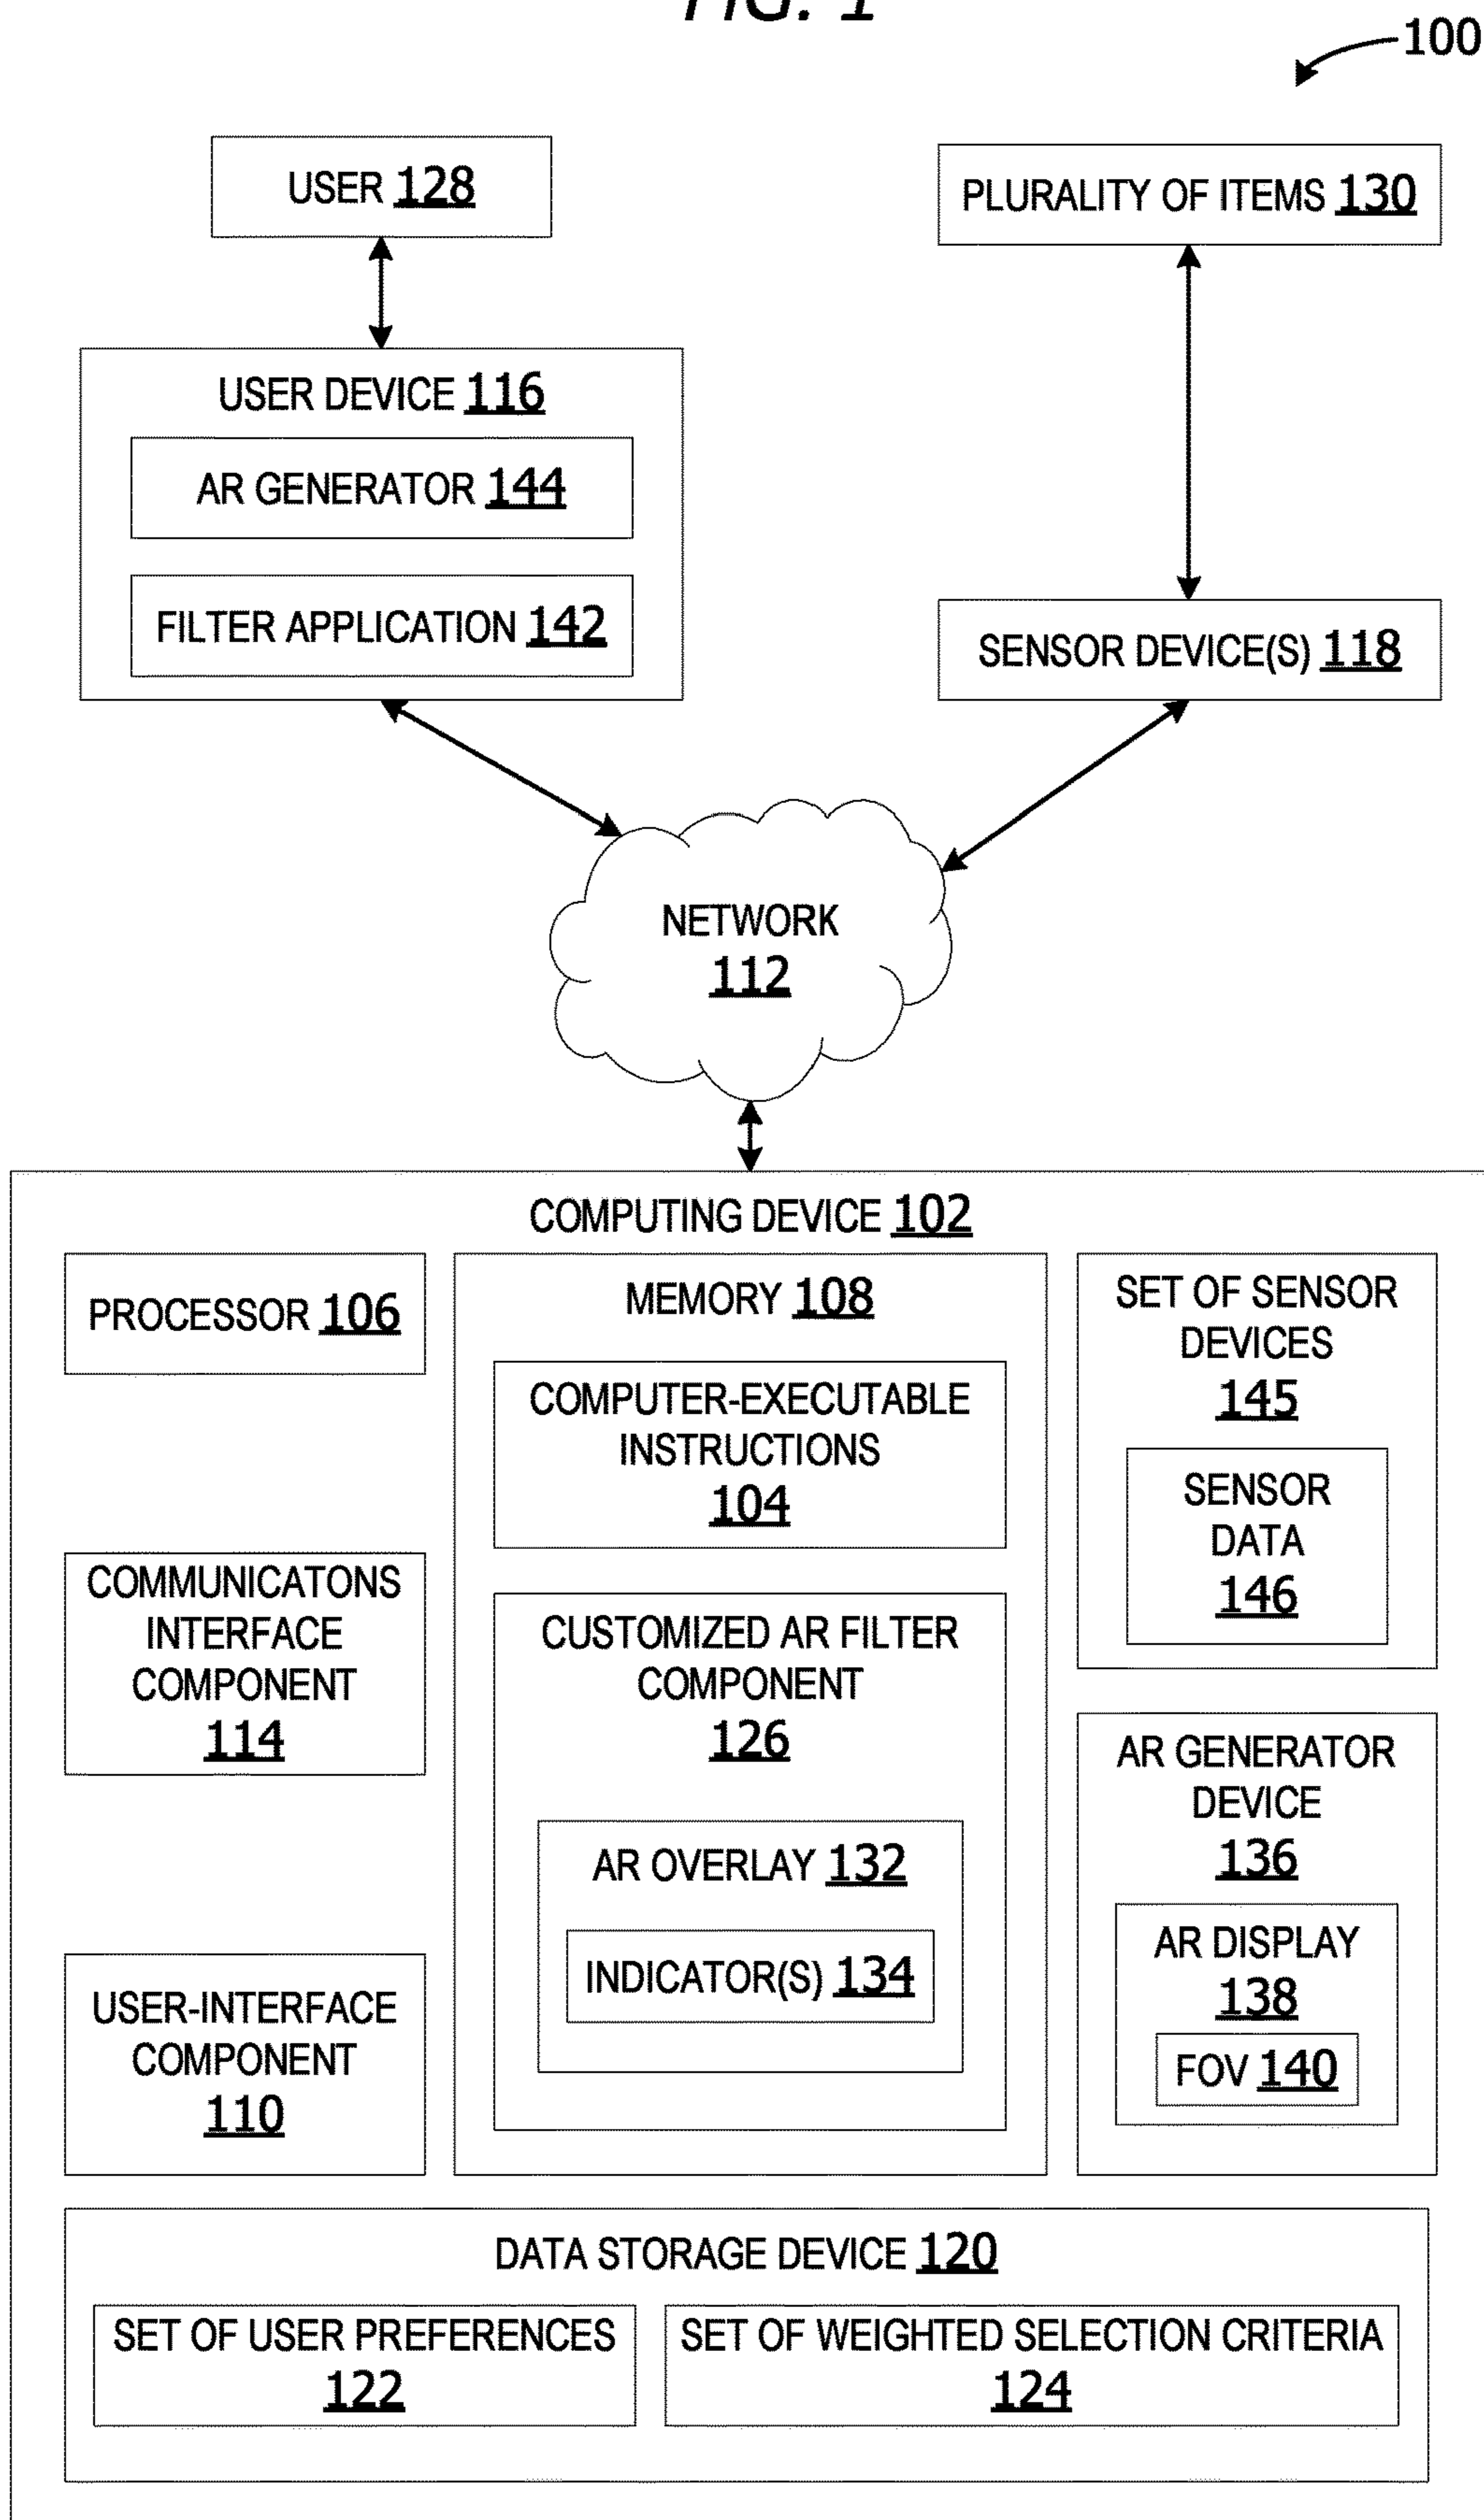 FIG. 1
100
USER 128
PLURALITY OF ITEMS 130
USER DEVICE 116
AR GENERATOR 144
FILTER APPLICATION 142
SENSOR DEVICE(S) 118
NETWORK
112
COMPUTING DEVICE 102
PROCESSOR 106
COMMUNICATONS
INTERFACE
COMPONENT
114
USER-INTERFACE
COMPONENT
110
MEMORY 108
COMPUTER-EXECUTABLE
INSTRUCTIONS
104
CUSTOMIZED AR FILTER
COMPONENT
126
AR OVERLAY 132
INDICATOR(S) 134
SET OF SENSOR
DEVICES
145
SENSOR
DATA
146
AR GENERATOR
DEVICE
136
AR DISPLAY
138
FOV 140
DATA STORAGE DEVICE 120
SET OF USER PREFERENCES
122
SET OF WEIGHTED SELECTION CRITERIA
124